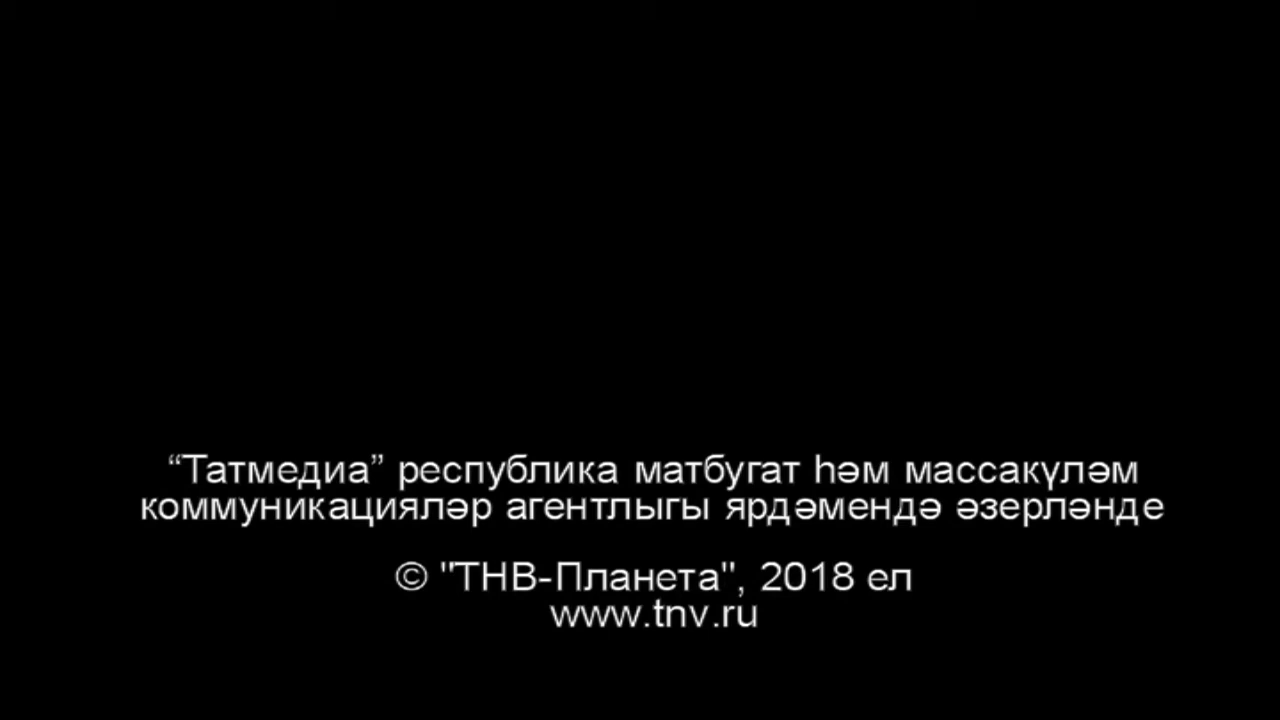 “Татмедиа” республика матбугат һәм массакүләм
коммуникацияләр агентлыгы ярдәмендә әзерләнде
© "ТНВ-Планета", 2018 ел
www.tnv.ru